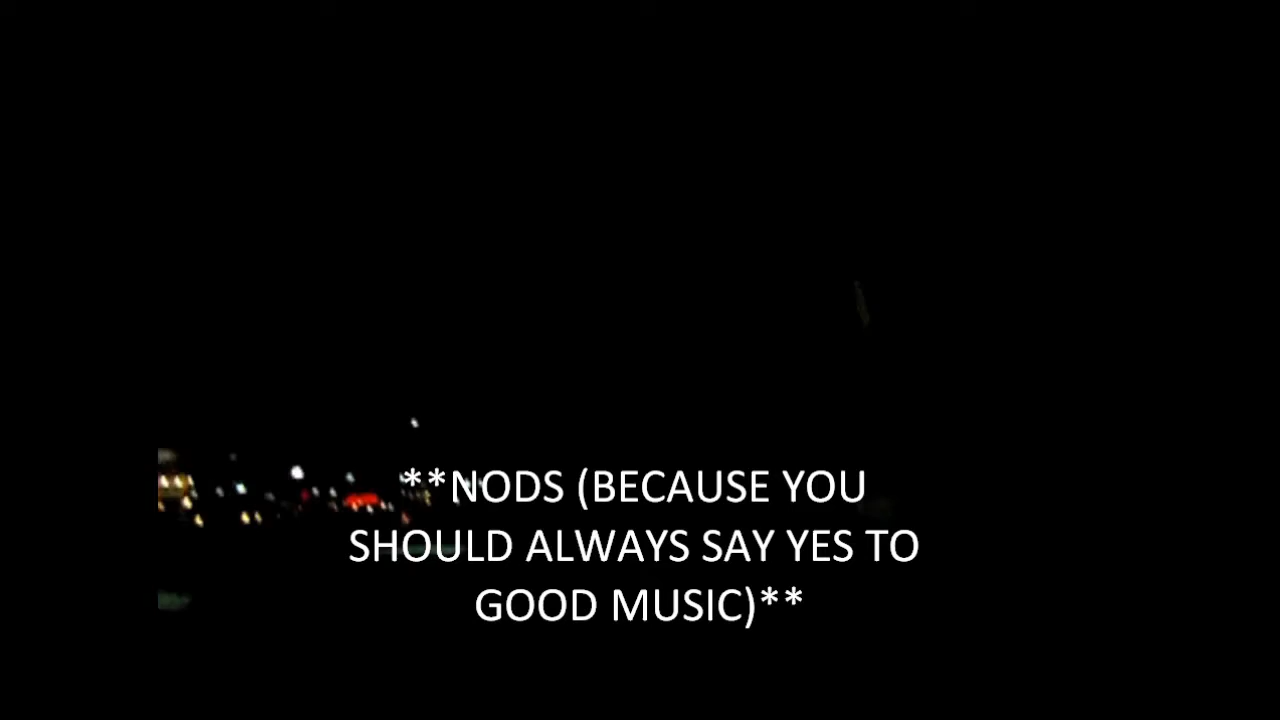 **NODS (BECAUSE YOU
SHOULD ALWAYS SAY YES TO
GOOD MUSIC)**